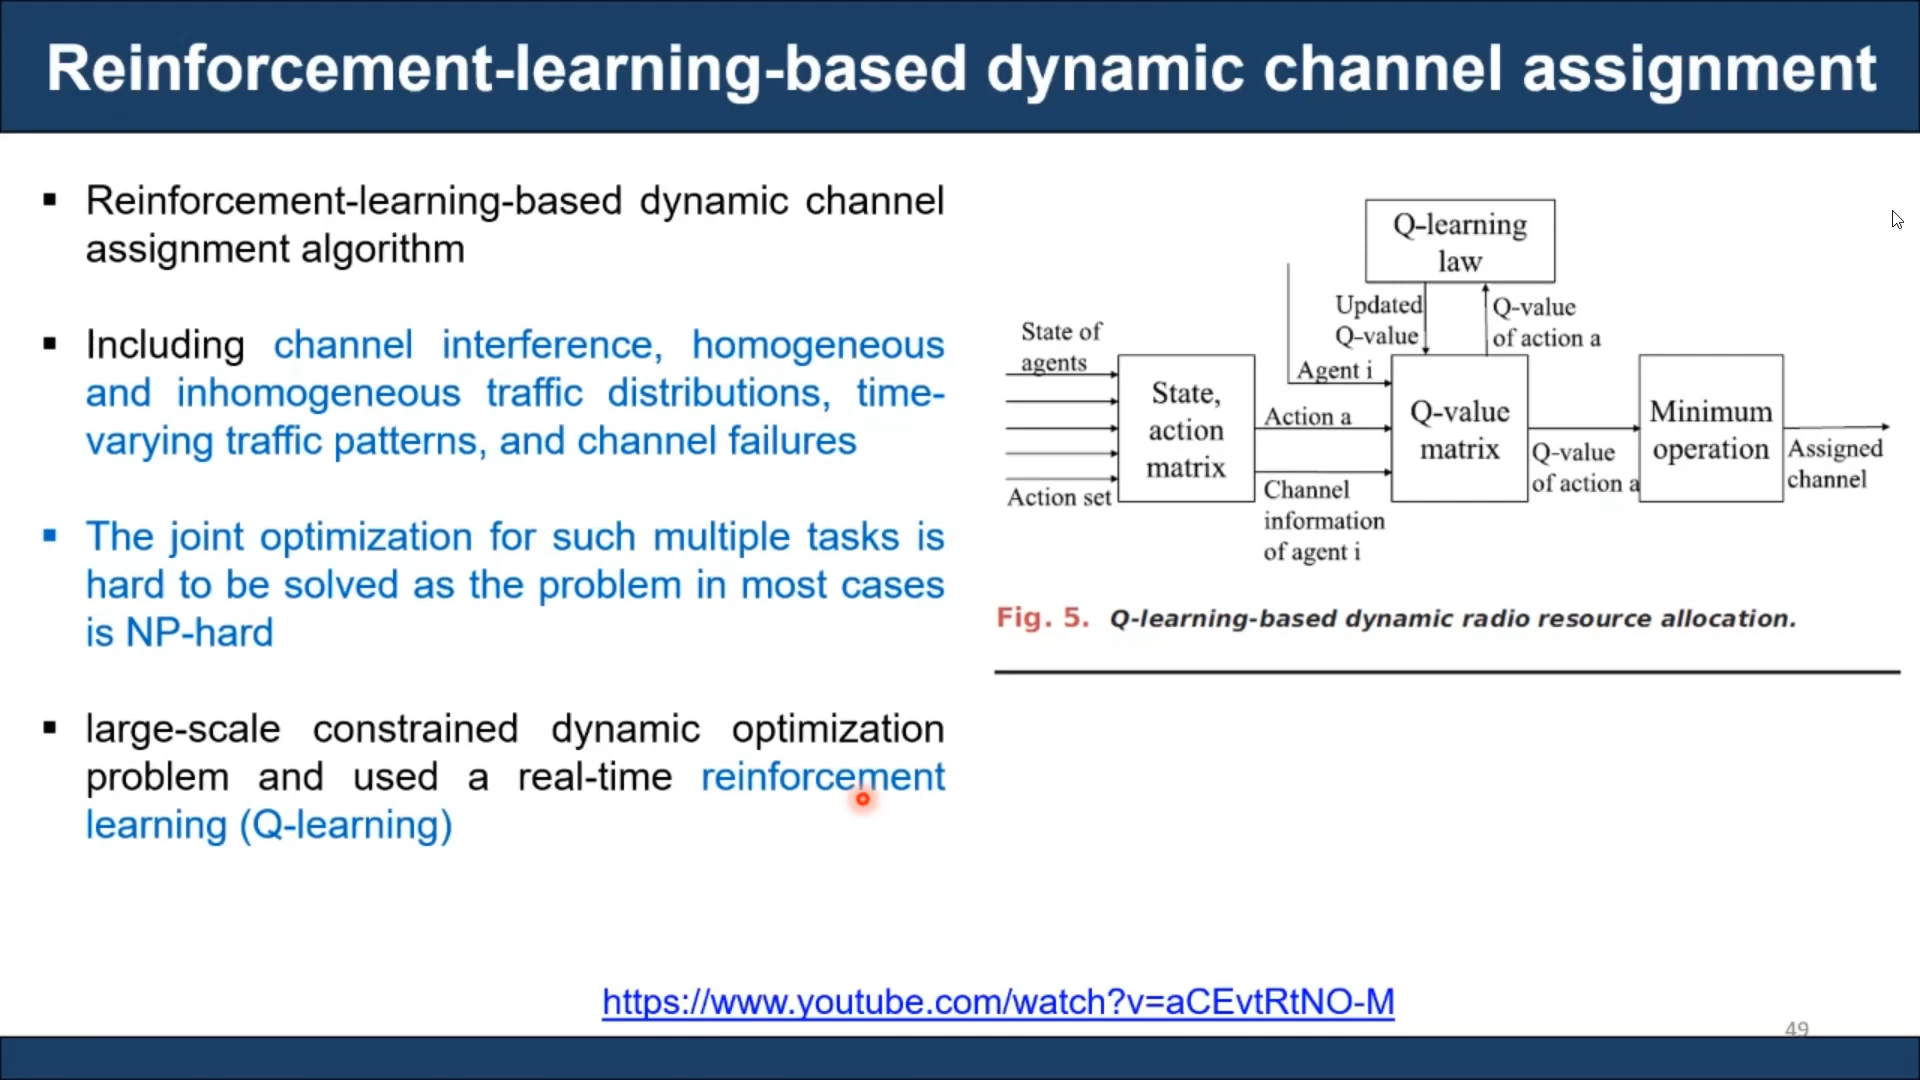 Reinforcement-learning-based dynamic channel assignment
Reinforcement-learning-based dynamic channel
assignment algorithm
Including channel interference, homogeneous
and inhomogeneous traffic distributions, time-
varying traffic patterns, and channel failures
The joint optimization for such multiple tasks is
hard to be solved as the problem in most cases
is NP-hard
large-scale constrained dynamic optimization
problem and used a real-time reinforcement
learning (Q-learning)
Q-learning
law
Updated
Q-value
Q-value
of action a
State of
agents
Agent i
State,
action
matrix
Action a
Q-value
matrix
Minimum
operation
Q-value
of action a
Assigned
channel
Action set
Channel
information
of agent i
Fig. 5. Q-learning-based dynamic radio resource allocation.
https://www.youtube.com/watch?v=aCEvtRtNO-M
49